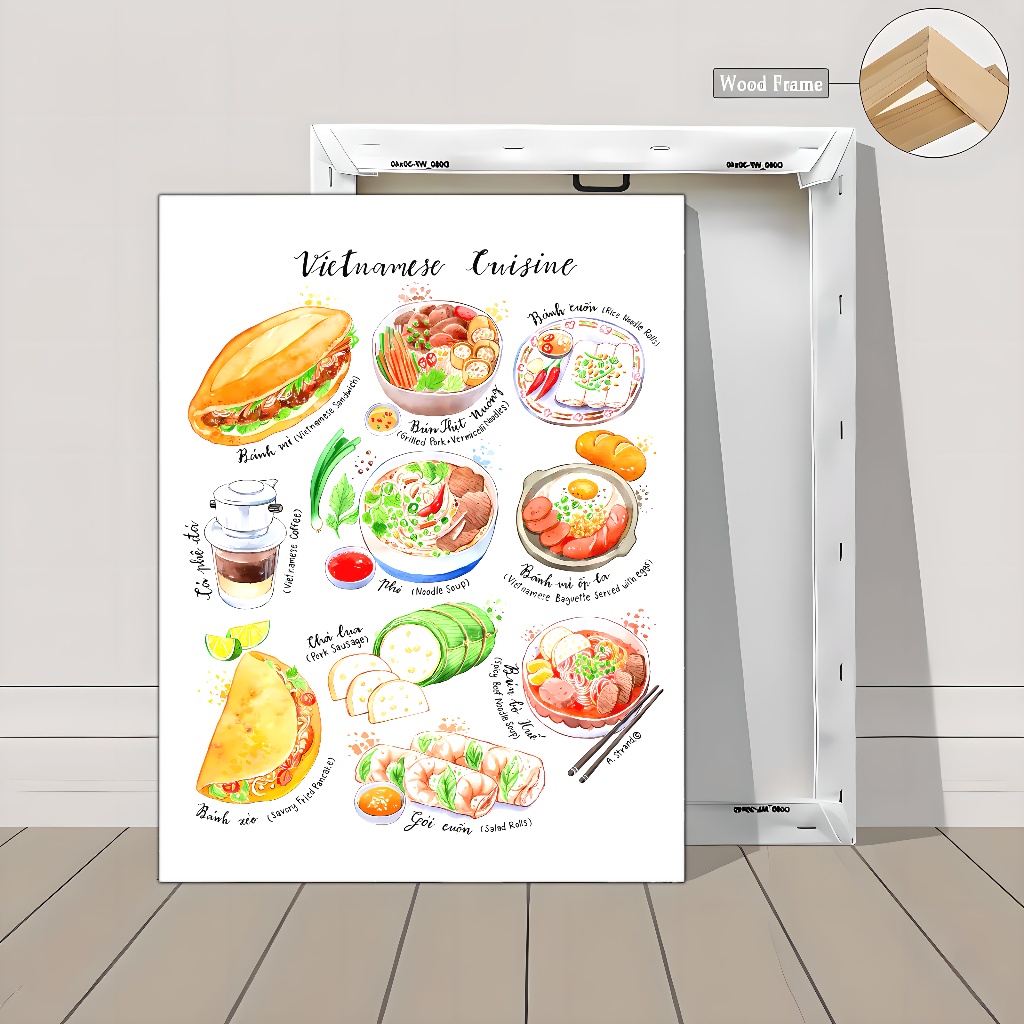 Wood Frame
Vietnamese Cuisine
Bánh mì (Vietnamese Sandwich)
Bún Thịt Nướng
(Grilled Pork + Vermicelli Noodles)
Bánh cuốn (Rice Noodle Rolls)
Cà phê đá
(Vietnamese Coffee)
phở (Noodle Soup)
Bánh mì ốp la
(Vietnamese Baguette Served with eggs)
Chả lụa
(Pork Sausage)
Bún bò Huế
(Spicy Beef Noodle Soup)
A. Strand©
Bánh xèo (Savory Fried Pancake)
Gỏi cuốn (Salad Rolls)